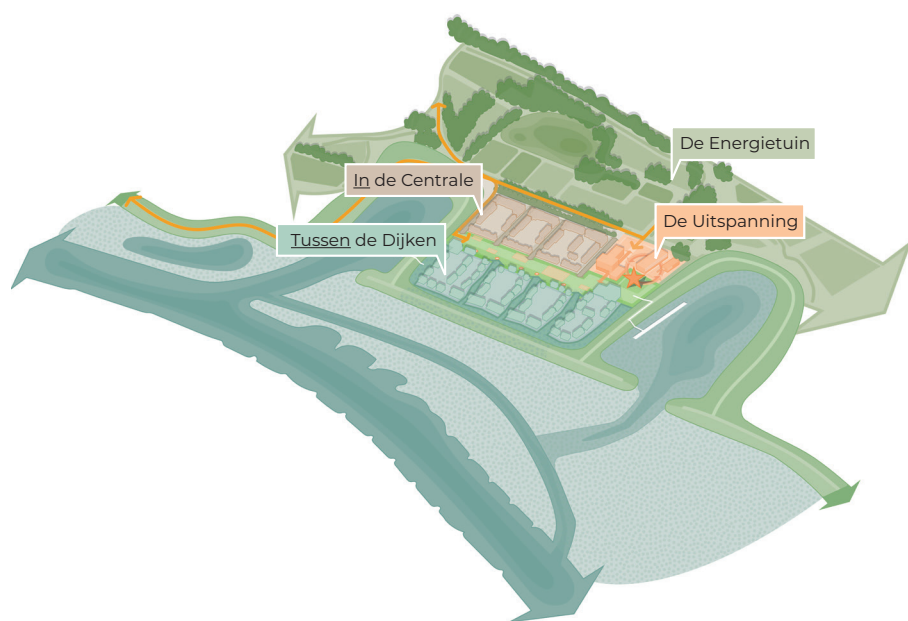 De Energietuin
In de Centrale
De Uitspanning
Tussen de Dijken